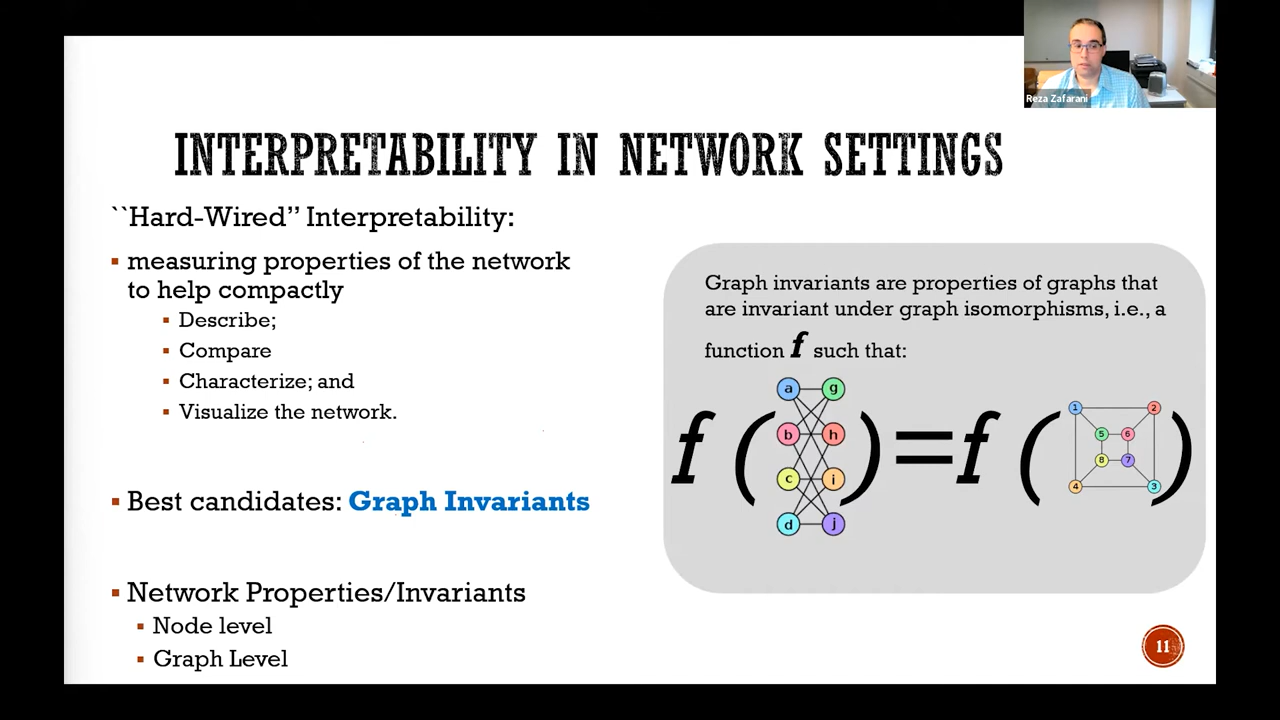 Reza Zafarani
INTERPRETABILITY IN NETWORK SETTINGS
``Hard-Wired” Interpretability:
▪ measuring properties of the network
to help compactly
▪ Describe;
▪ Compare
▪ Characterize; and
▪ Visualize the network.
▪ Best candidates: Graph Invariants
▪ Network Properties/Invariants
▪ Node level
▪ Graph Level
Graph invariants are properties of graphs that
are invariant under graph isomorphisms, i.e., a
function f such that:
f ( ) = f ( )
a g
b h
c i
d j
1 2
5 6
8 7
4 3
11